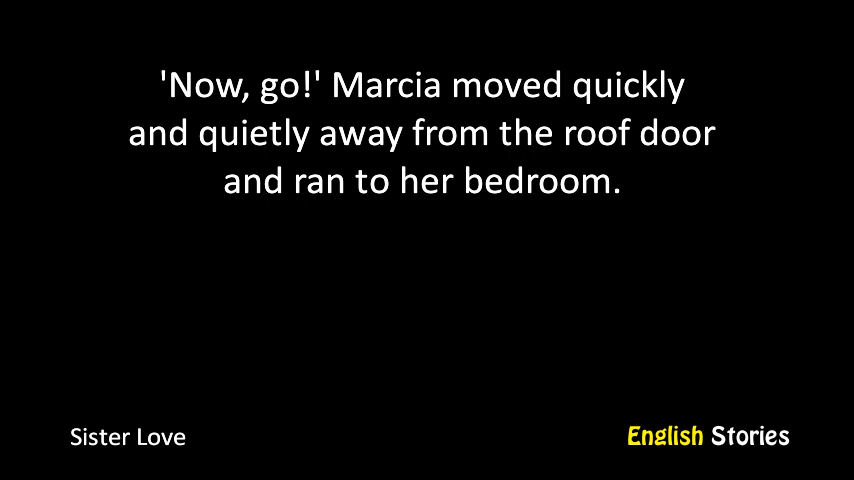 'Now, go!' Marcia moved quickly
and quietly away from the roof door
and ran to her bedroom.
Sister Love
English Stories